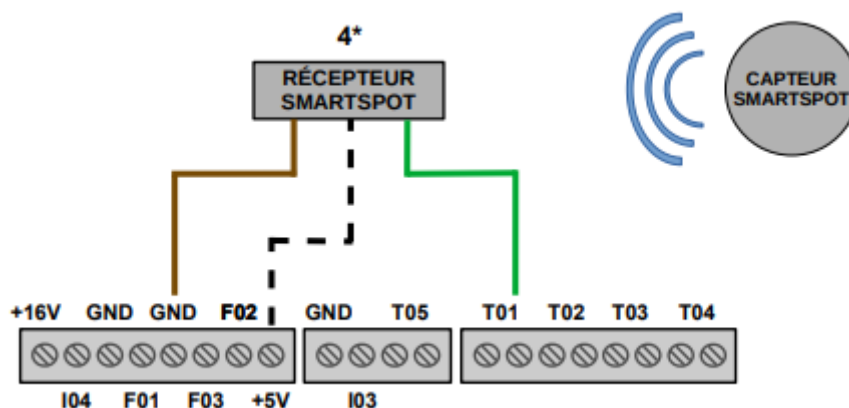 4*
RÉCEPTEUR
SMARTSPOT
CAPTEUR
SMARTSPOT
+16V GND GND F02 GND T05 T01 T02 T03 T04
I04 F01 F03 +5V I03